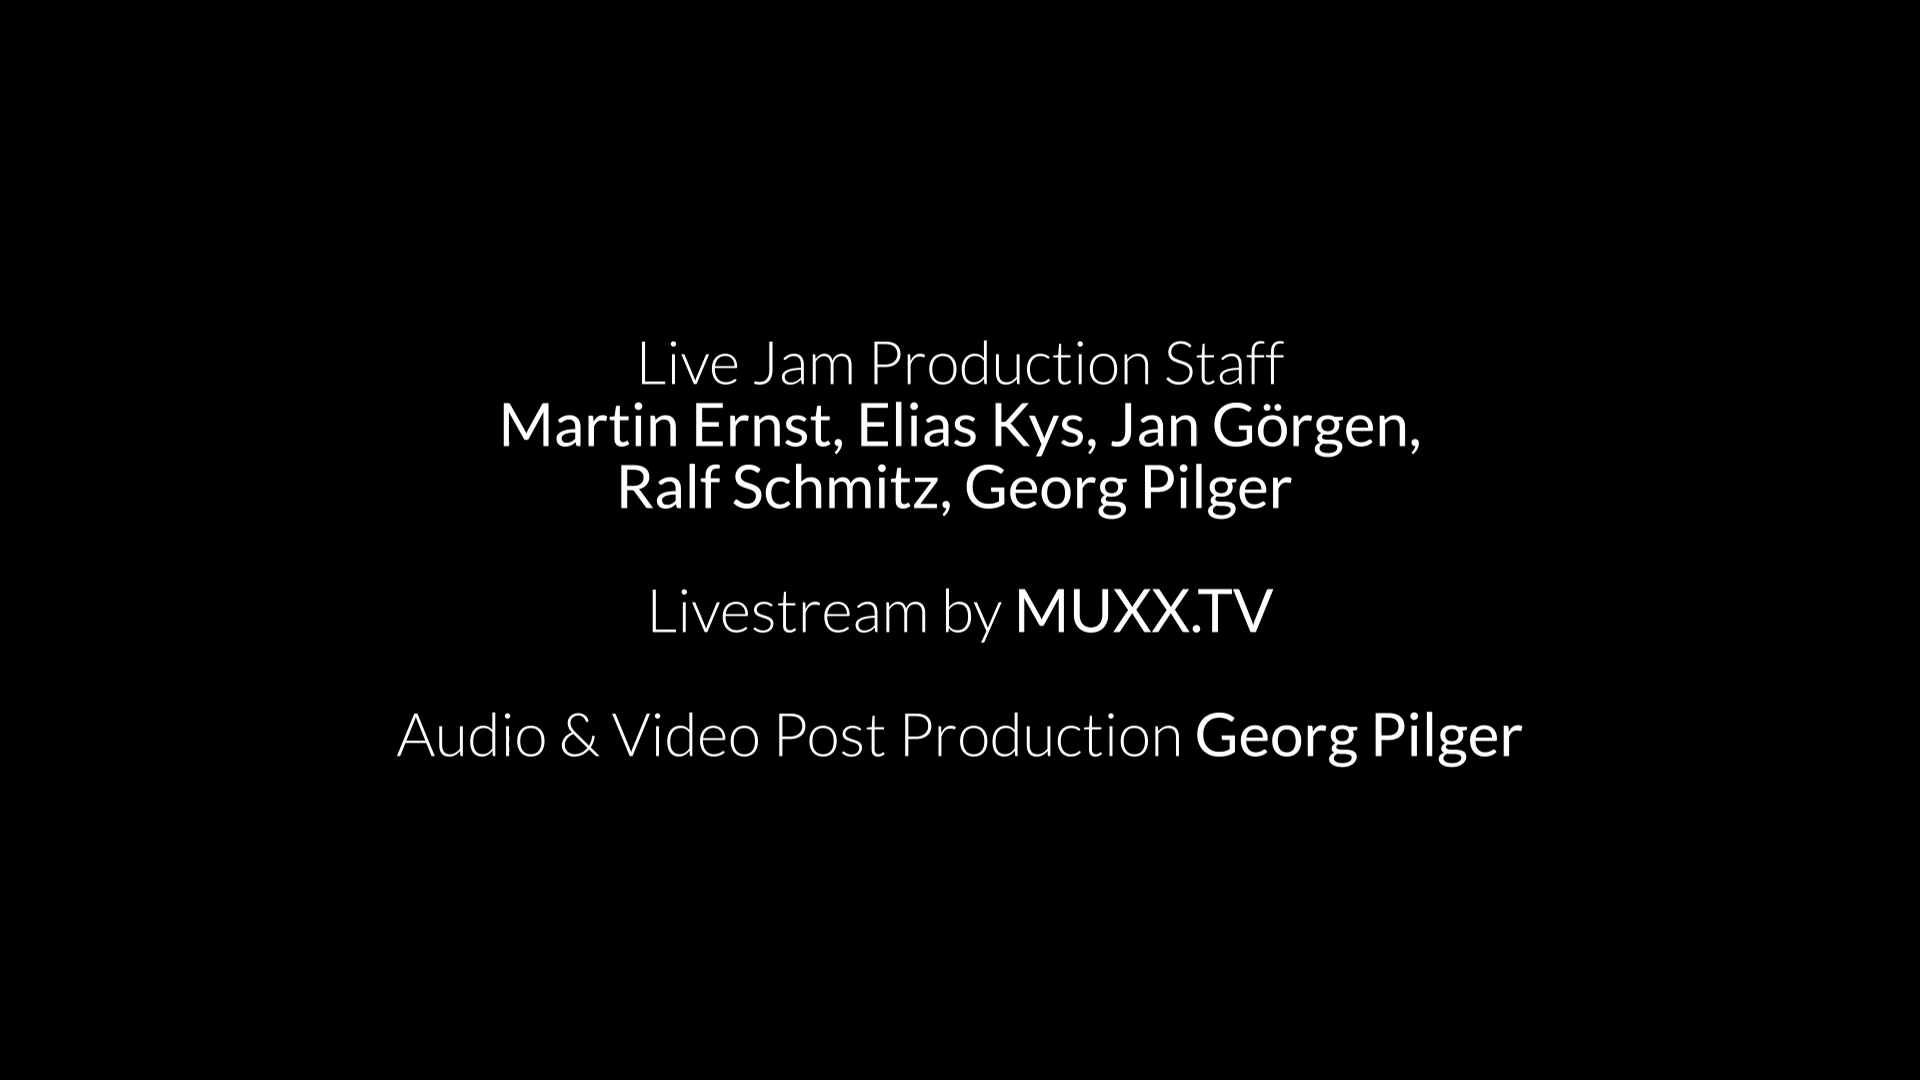 Live Jam Production Staff
Martin Ernst, Elias Kys, Jan Görgen,
Ralf Schmitz, Georg Pilger
Livestream by MUXX.TV
Audio & Video Post Production Georg Pilger